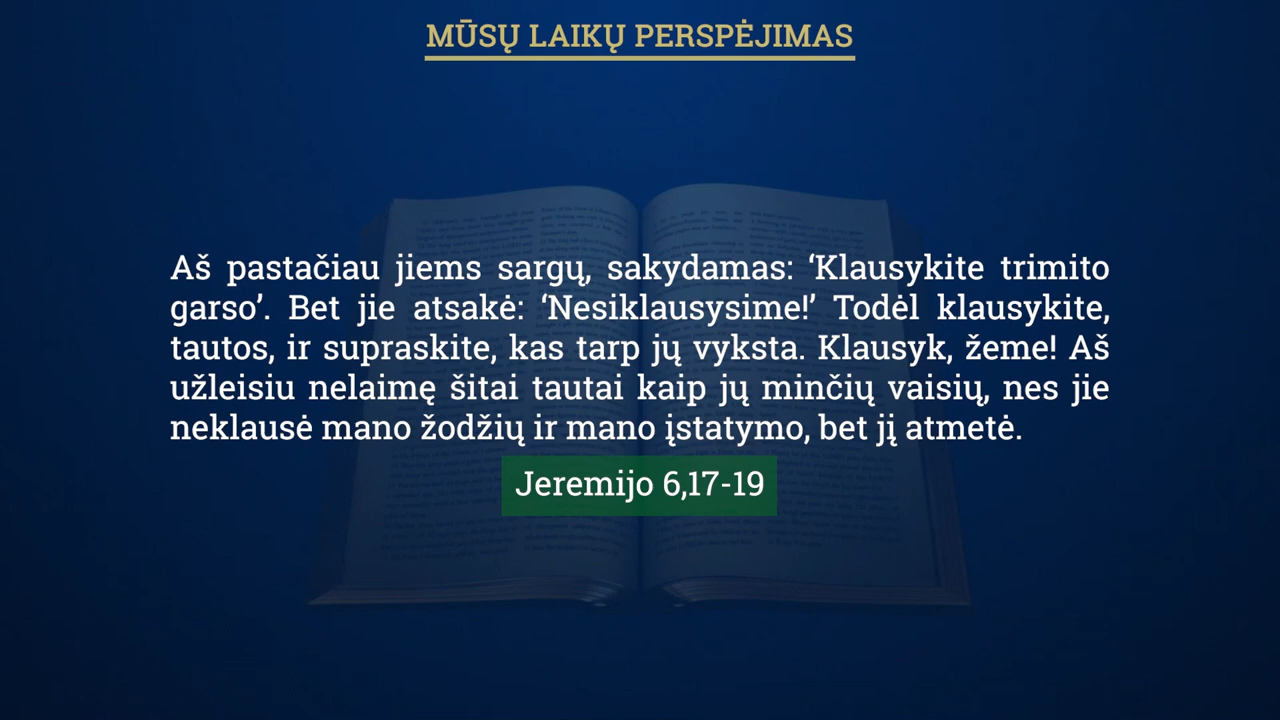 MŪSŲ LAIKŲ PERSPĖJIMAS
Aš pastačiau jiems sargų, sakydamas: ‘Klausykite trimito
garso’. Bet jie atsakė: ‘Nesiklausysime!’ Todėl klausykite,
tautos, ir supraskite, kas tarp jų vyksta. Klausyk, žeme! Aš
užleisiu nelaimę šitai tautai kaip jų minčių vaisių, nes jie
neklausė mano žodžių ir mano įstatymo, bet jį atmetė.
Jeremijo 6,17-19